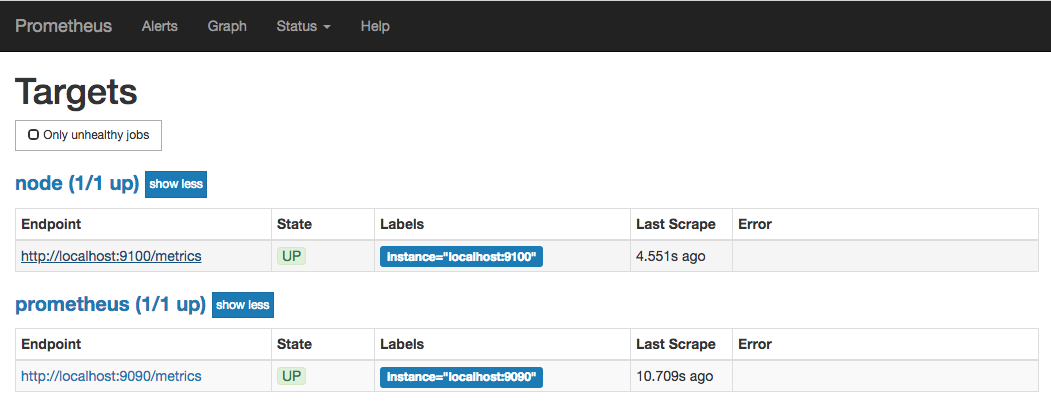 Prometheus Alerts Graph Status Help
Targets
Only unhealthy jobs
node (1/1 up) show less
Endpoint State Labels Last Scrape Error
http://localhost:9100/metrics UP instance="localhost:9100" 4.551s ago
prometheus (1/1 up) show less
Endpoint State Labels Last Scrape Error
http://localhost:9090/metrics UP instance="localhost:9090" 10.709s ago